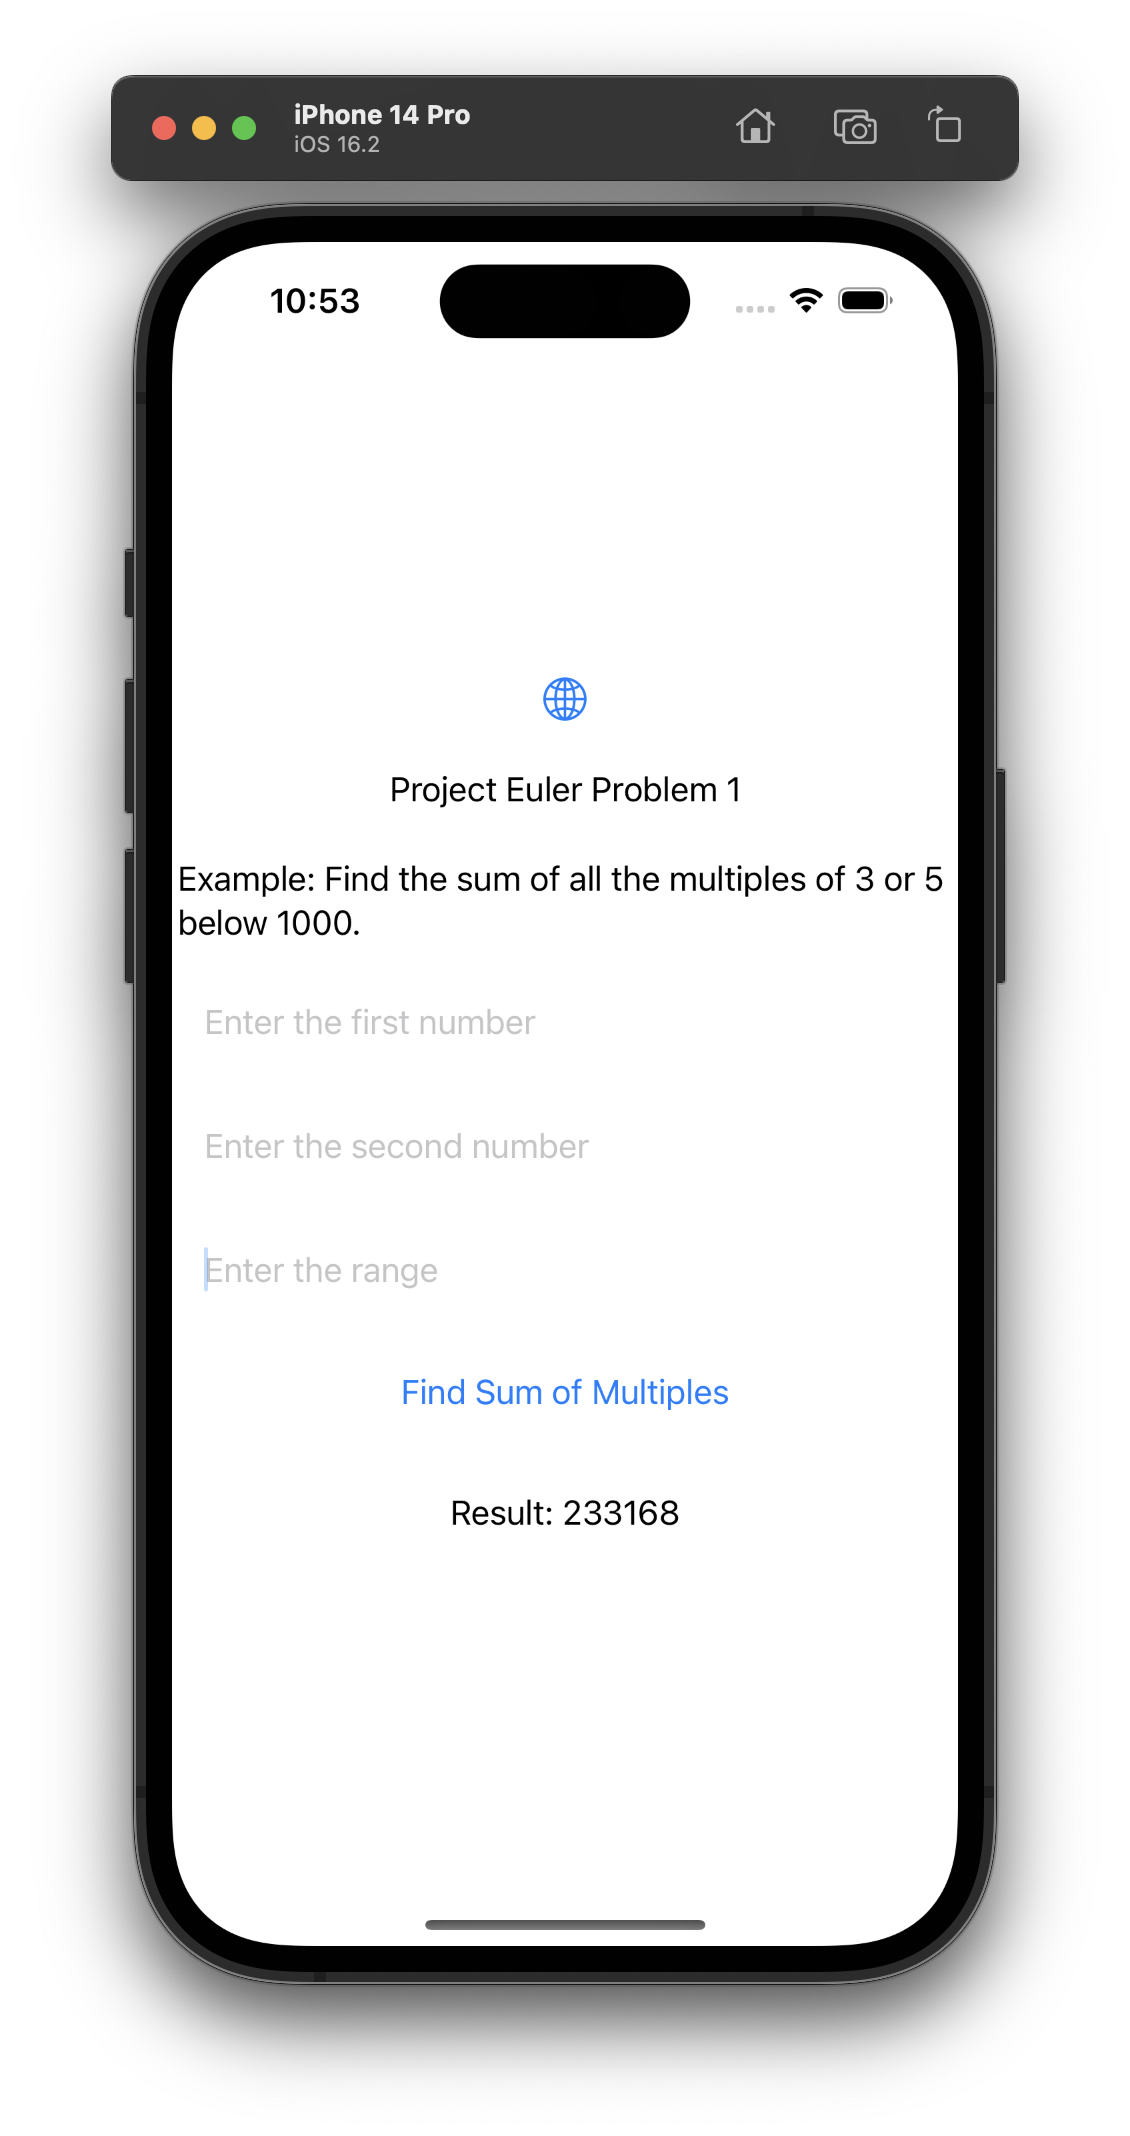 iPhone 14 Pro
iOS 16.2
10:53
Project Euler Problem 1
Example: Find the sum of all the multiples of 3 or 5
below 1000.
Enter the first number
Enter the second number
Enter the range
Find Sum of Multiples
Result: 233168